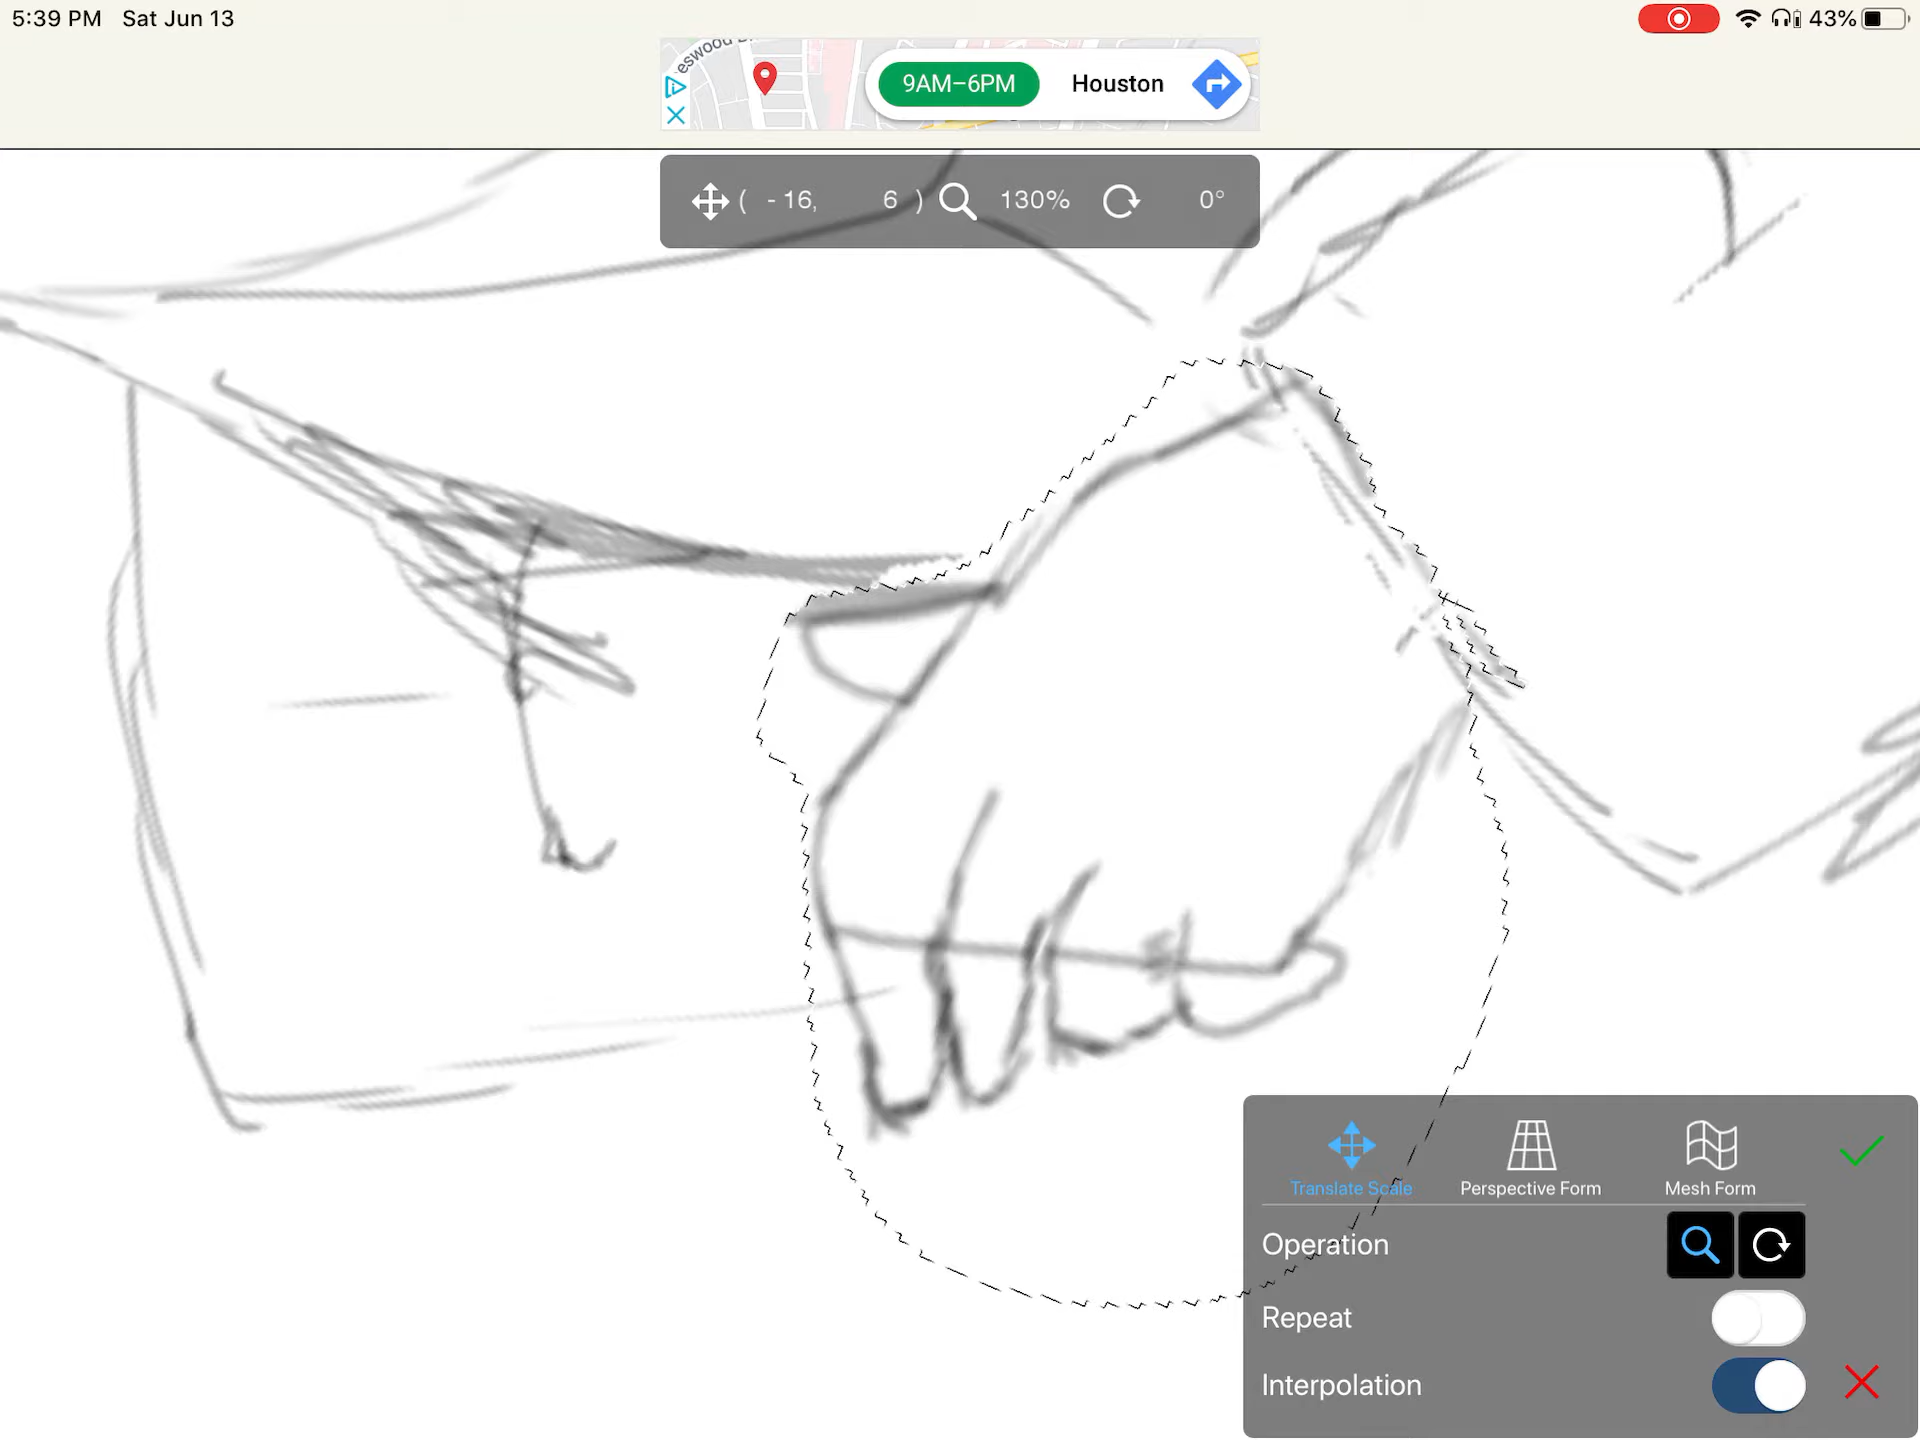 5:39 PM Sat Jun 13
43%
eswood
9AM–6PM Houston
( -16, 6 ) 130% 0°
Translate Scale Perspective Form Mesh Form
Operation
Repeat
Interpolation